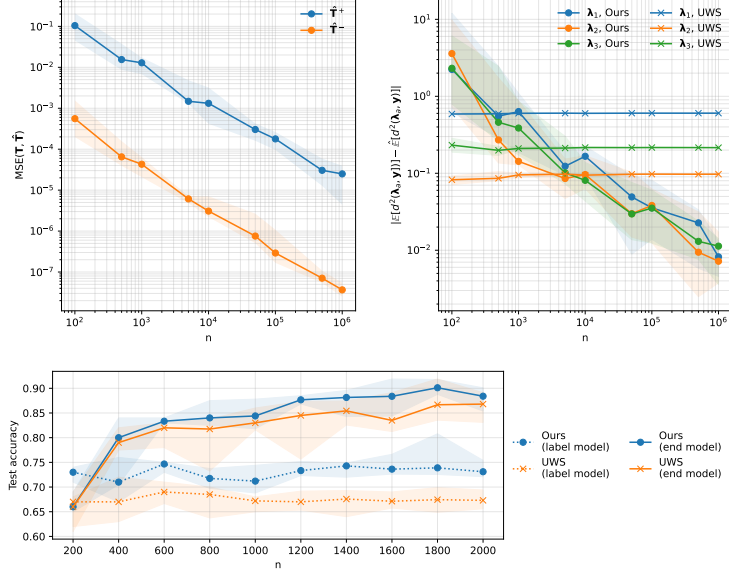 10⁻¹
10⁻²
10⁻³
10⁻⁴
10⁻⁵
10⁻⁶
10⁻⁷
MSE(T, T̂)
T̂⁺
T̂⁻
10² 10³ 10⁴ 10⁵ 10⁶
n
10¹
10⁰
10⁻¹
10⁻²
|𝔼[d²(λₐ, y))] − 𝔼̂[d²(λₐ, y))]|
λ₁, Ours λ₁, UWS
λ₂, Ours λ₂, UWS
λ₃, Ours λ₃, UWS
10² 10³ 10⁴ 10⁵ 10⁶
n
0.90
0.85
0.80
0.75
0.70
0.65
0.60
Test accuracy
200 400 600 800 1000 1200 1400 1600 1800 2000
n
Ours
(label model)
UWS
(label model)
Ours
(end model)
UWS
(end model)